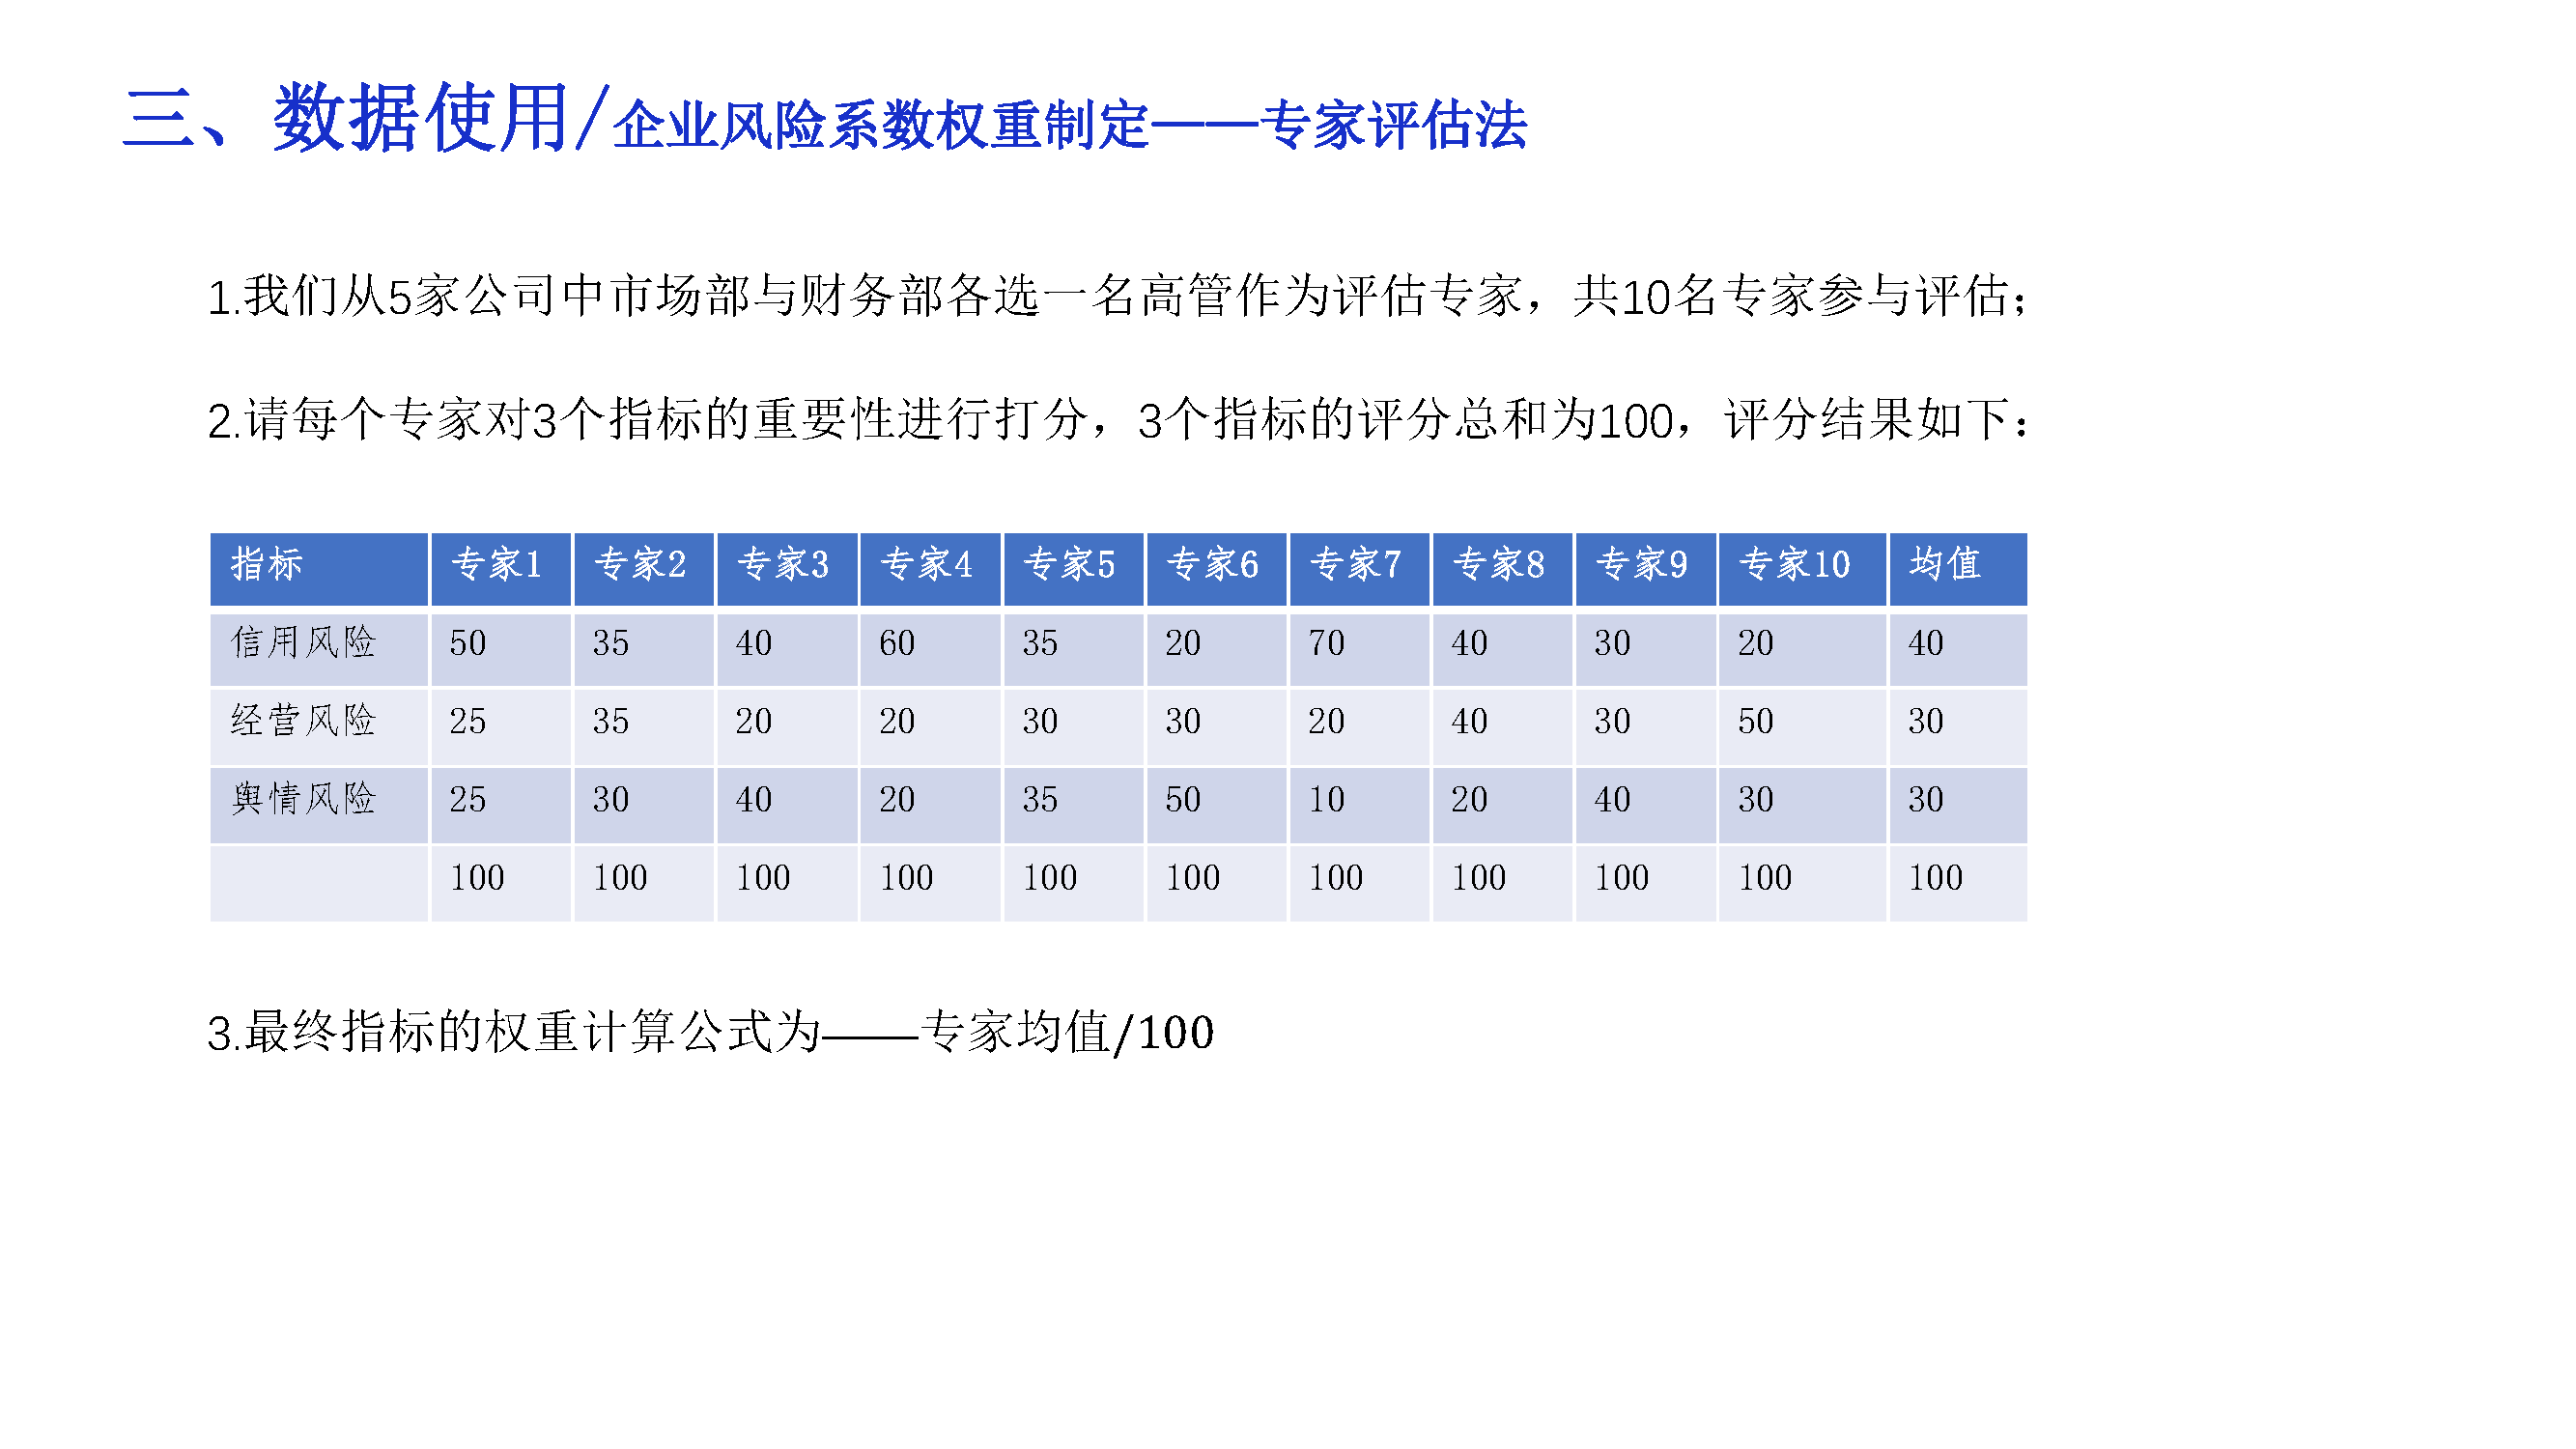 三、数据使用/企业风险系数权重制定——专家评估法
1.我们从5家公司中市场部与财务部各选一名高管作为评估专家，共10名专家参与评估；
2.请每个专家对3个指标的重要性进行打分，3个指标的评分总和为100，评分结果如下：
指标 专家1 专家2 专家3 专家4 专家5 专家6 专家7 专家8 专家9 专家10 均值
信用风险 50 35 40 60 35 20 70 40 30 20 40
经营风险 25 35 20 20 30 30 20 40 30 50 30
舆情风险 25 30 40 20 35 50 10 20 40 30 30
100 100 100 100 100 100 100 100 100 100 100
3.最终指标的权重计算公式为——专家均值/100